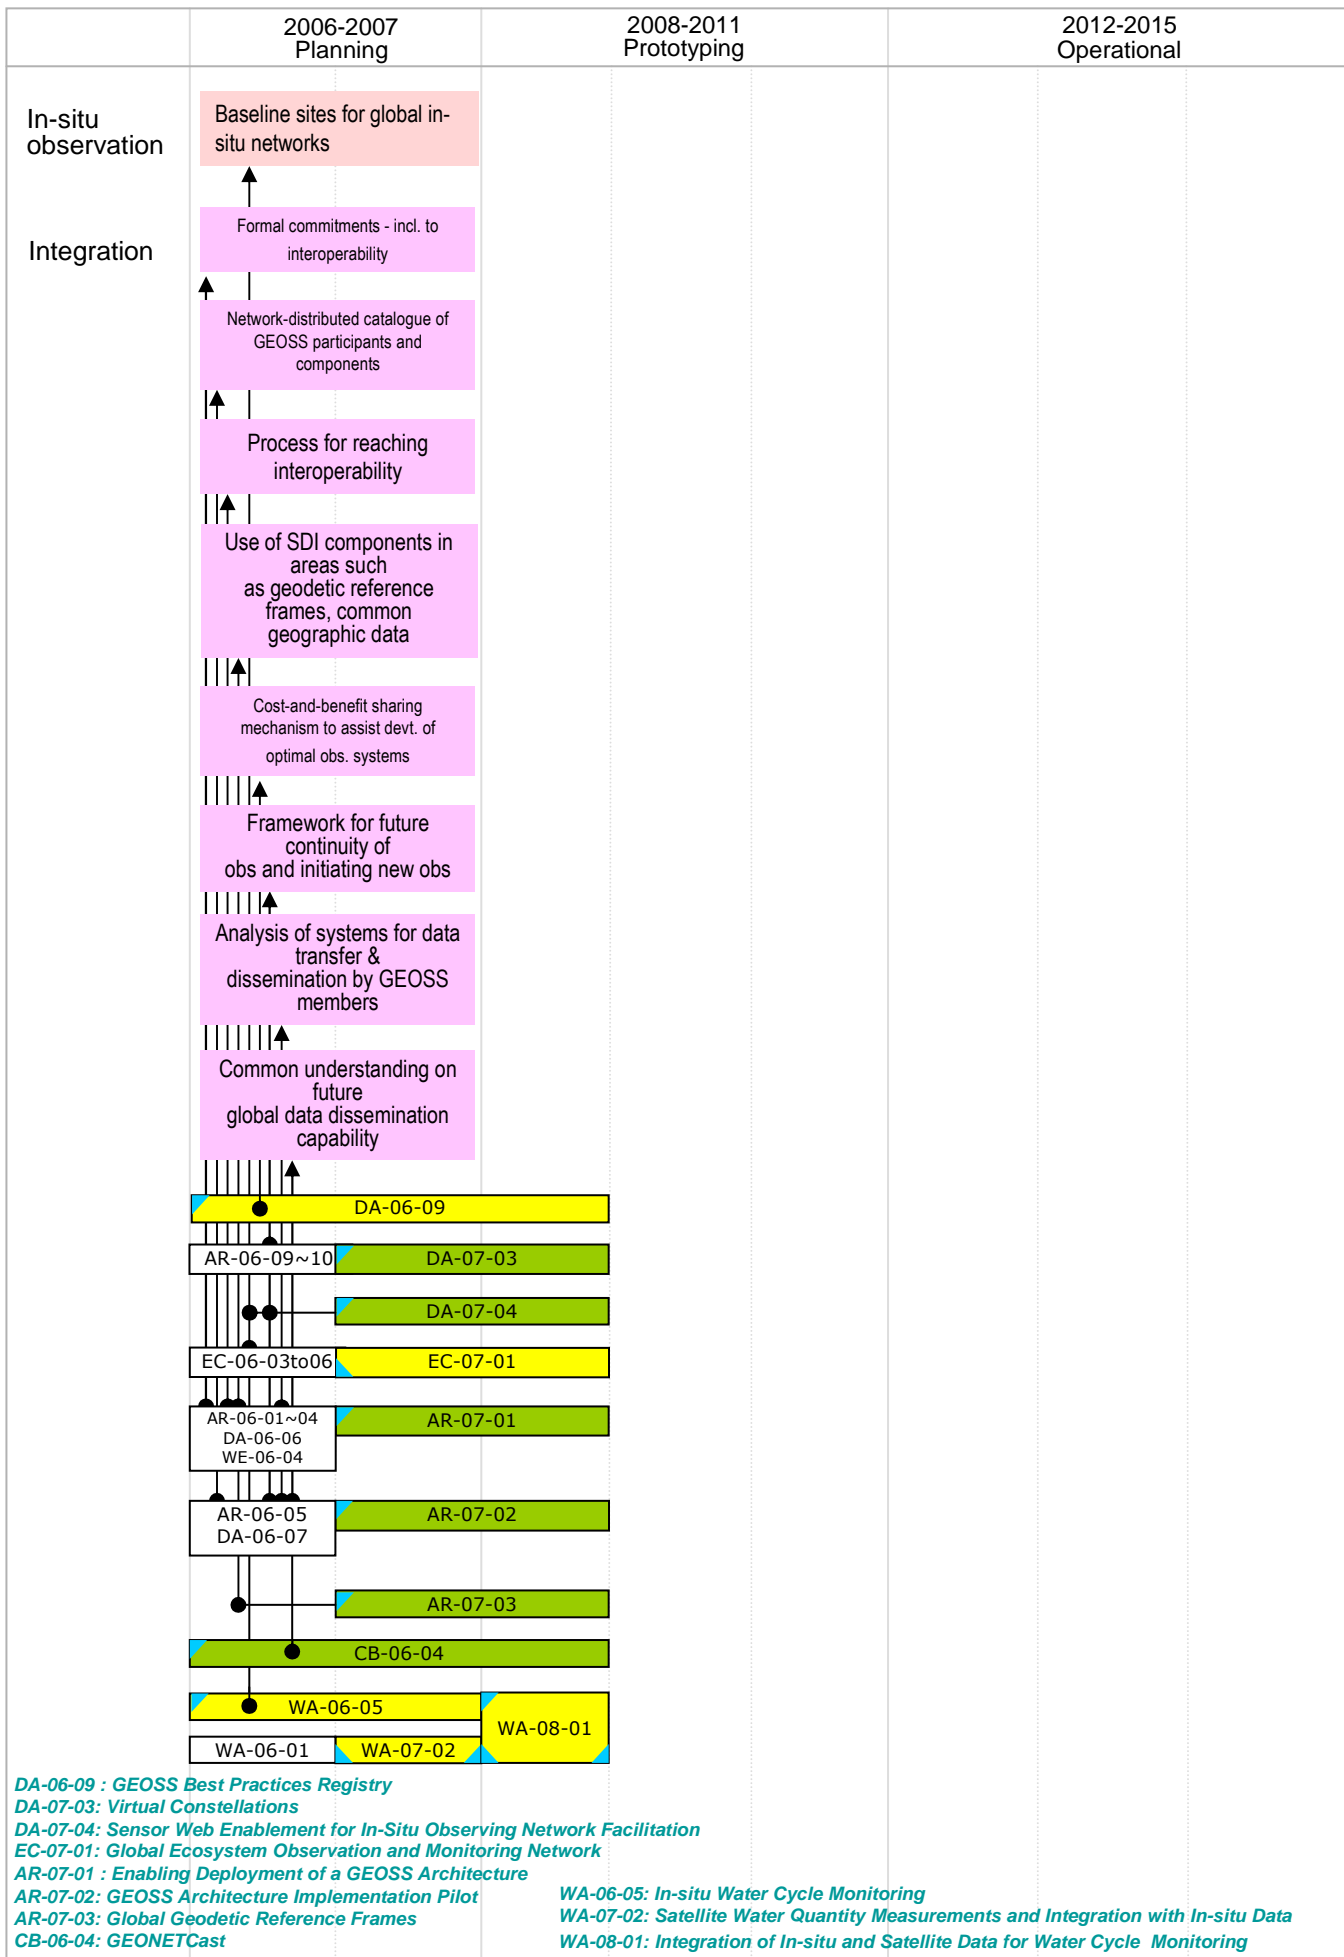 2006-2007
Planning
2008-2011
Prototyping
2012-2015
Operational
In-situ
observation
Baseline sites for global in-
situ networks
Integration
Formal commitments - incl. to
interoperability
Network-distributed catalogue of
GEOSS participants and
components
Process for reaching
interoperability
Use of SDI components in
areas such
as geodetic reference
frames, common
geographic data
Cost-and-benefit sharing
mechanism to assist devt. of
optimal obs. systems
Framework for future
continuity of
obs and initiating new obs
Analysis of systems for data
transfer &
dissemination by GEOSS
members
Common understanding on
future
global data dissemination
capability
DA-06-09
AR-06-09~10
DA-07-03
DA-07-04
EC-06-03to06
EC-07-01
AR-06-01~04
DA-06-06
WE-06-04
AR-07-01
AR-06-05
DA-06-07
AR-07-02
AR-07-03
CB-06-04
WA-06-05
WA-08-01
WA-06-01
WA-07-02
DA-06-09 : GEOSS Best Practices Registry
DA-07-03: Virtual Constellations
DA-07-04: Sensor Web Enablement for In-Situ Observing Network Facilitation
EC-07-01: Global Ecosystem Observation and Monitoring Network
AR-07-01 : Enabling Deployment of a GEOSS Architecture
AR-07-02: GEOSS Architecture Implementation Pilot
AR-07-03: Global Geodetic Reference Frames
CB-06-04: GEONETCast
WA-06-05: In-situ Water Cycle Monitoring
WA-07-02: Satellite Water Quantity Measurements and Integration with In-situ Data
WA-08-01: Integration of In-situ and Satellite Data for Water Cycle  Monitoring